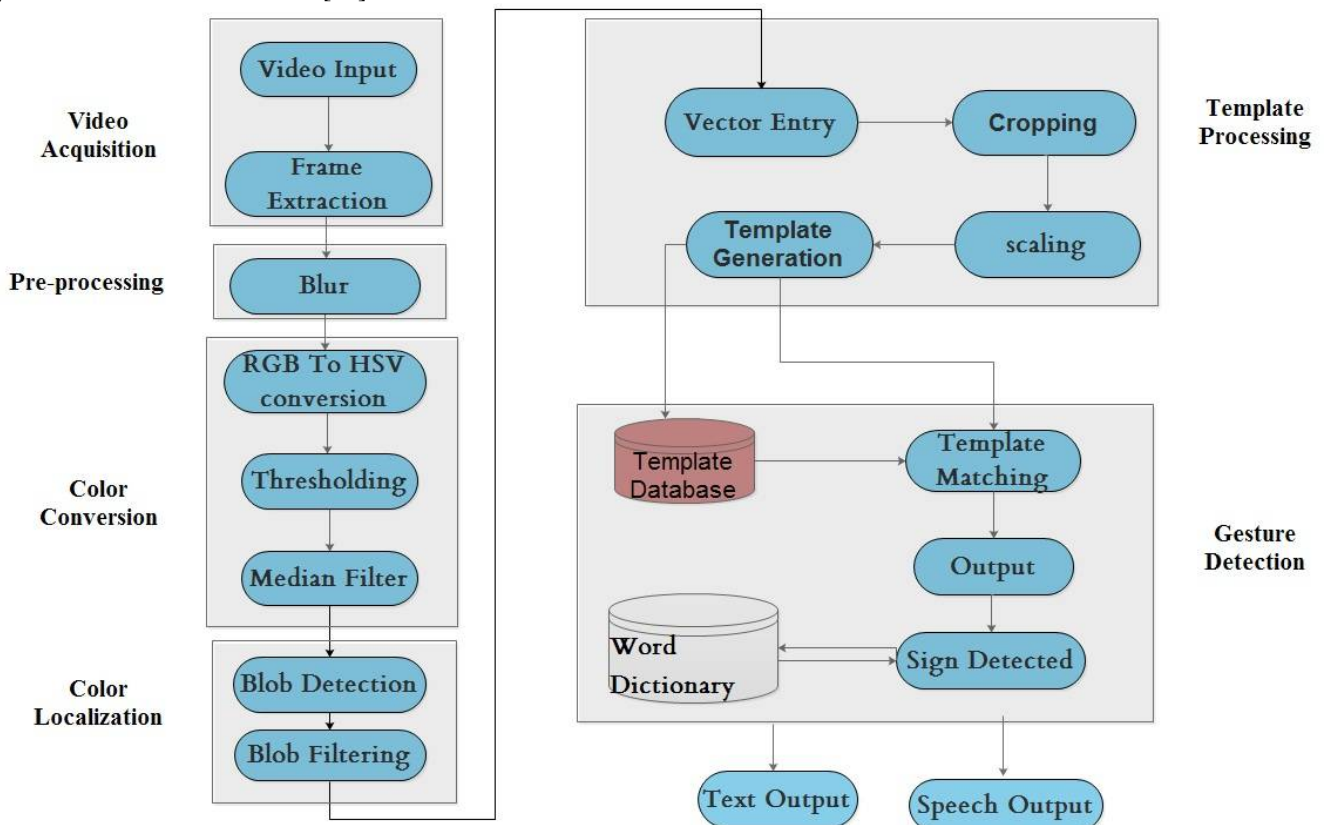 Video Input
Video
Acquisition
Frame
Extraction
Pre-processing
Blur
RGB To HSV
conversion
Thresholding
Color
Conversion
Median Filter
Blob Detection
Color
Localization
Blob Filtering
Vector Entry
Cropping
Template
Processing
Template
Generation
scaling
Template
Database
Template
Matching
Output
Gesture
Detection
Word
Dictionary
Sign Detected
Text Output
Speech Output